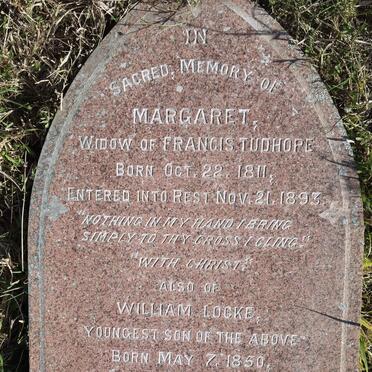 IN
SACRED MEMORY OF
MARGARET,
WIDOW OF FRANCIS TUDHOPE
BORN OCT. 22. 1811,
ENTERED INTO REST NOV. 21. 1893.
"NOTHING IN MY HAND I BRING
SIMPLY TO THY CROSS I CLING."
"WITH CHRIST."
ALSO OF
WILLIAM LOCKE,
YOUNGEST SON OF THE ABOVE
BORN MAY 7, 1850,